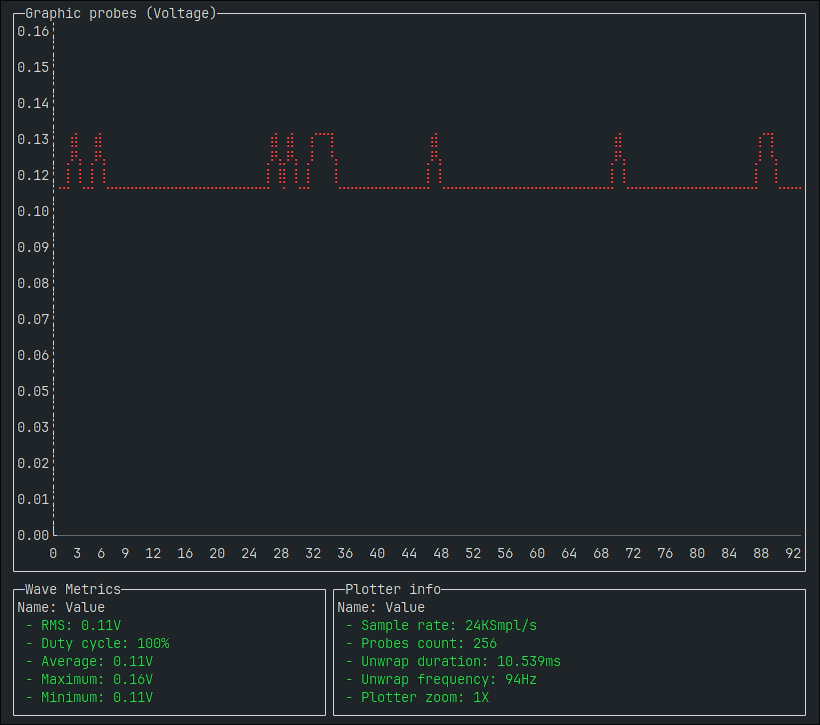 Graphic probes (Voltage)
0.16
0.15
0.14
0.13
0.12
0.10
0.09
0.08
0.07
0.06
0.05
0.03
0.02
0.01
0.00
0 3 6 9 12 16 20 24 28 32 36 40 44 48 52 56 60 64 68 72 76 80 84 88 92
Wave Metrics
Name: Value
- RMS: 0.11V
- Duty cycle: 100%
- Average: 0.11V
- Maximum: 0.16V
- Minimum: 0.11V
Plotter info
Name: Value
- Sample rate: 24KSmpl/s
- Probes count: 256
- Unwrap duration: 10.539ms
- Unwrap frequency: 94Hz
- Plotter zoom: 1X